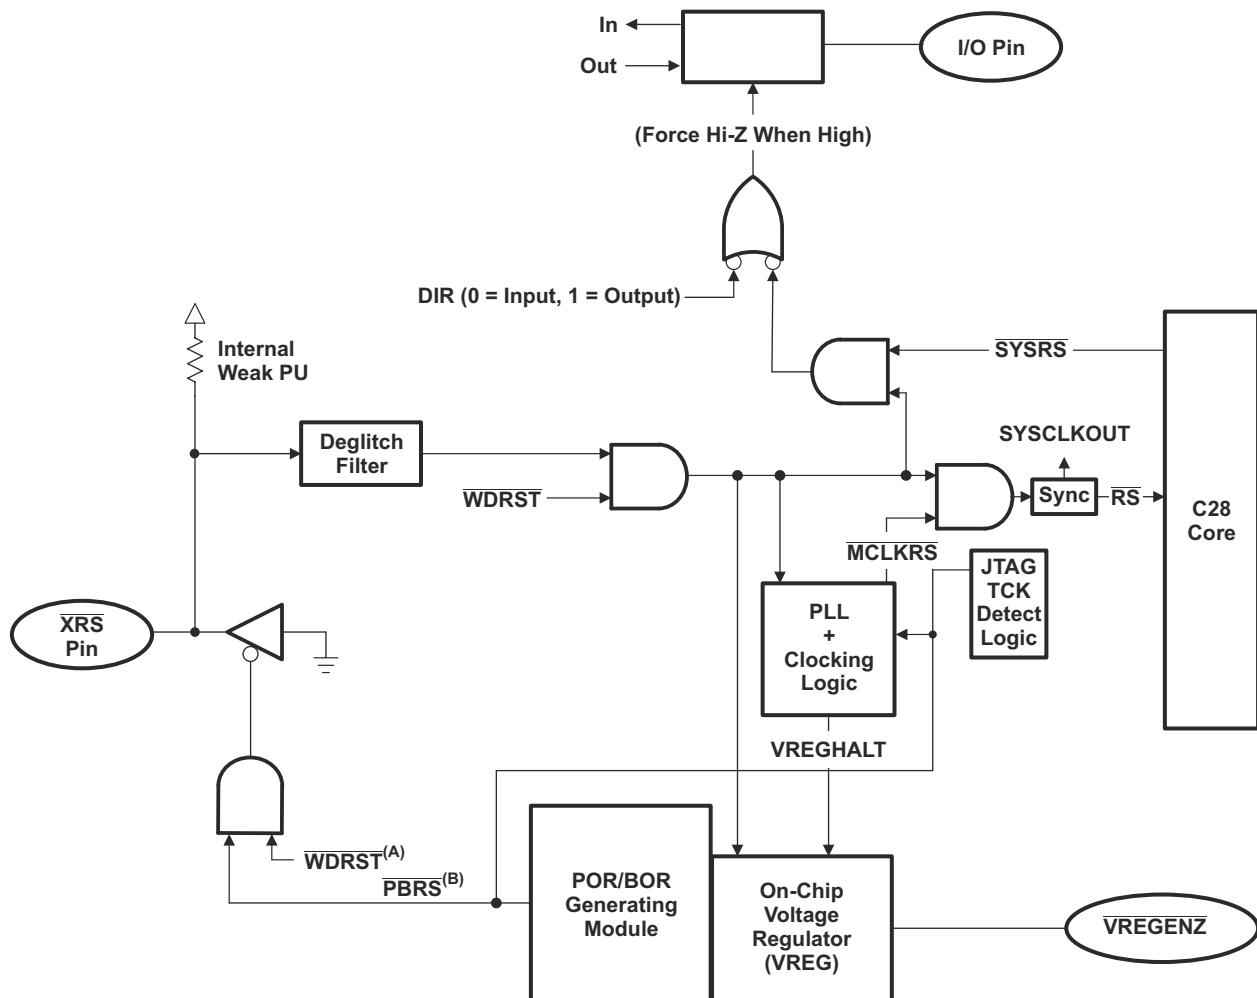 In
Out
I/O Pin
(Force Hi-Z When High)
DIR (0 = Input, 1 = Output)
Internal
Weak PU
SYSRS
Deglitch
Filter
WDRST
SYSCLKOUT
Sync
RS
C28
Core
MCLKRS
JTAG
TCK
Detect
Logic
PLL
+
Clocking
Logic
XRS
Pin
VREGHALT
WDRST(A)
PBRS(B)
POR/BOR
Generating
Module
On-Chip
Voltage
Regulator
(VREG)
VREGENZ